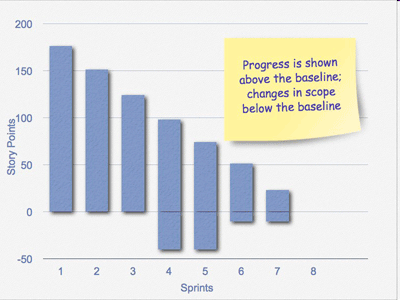 200
Progress is shown
above the baseline;
changes in scope
below the baseline
150
100
50
0
-50
Story Points
1 2 3 4 5 6 7 8
Sprints